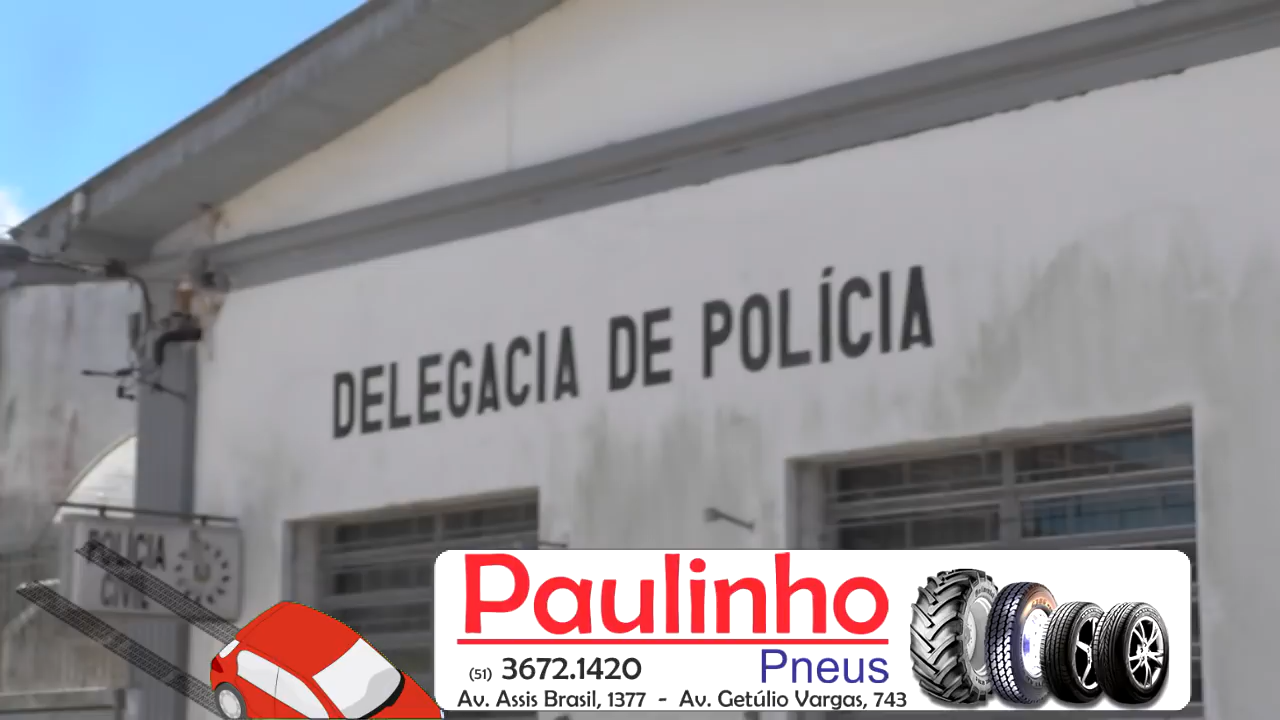 DELEGACIA DE POLÍCIA
POLÍCIA
CIVIL
Paulinho
Pneus
(51) 3672.1420
Av. Assis Brasil, 1377 - Av. Getúlio Vargas, 743